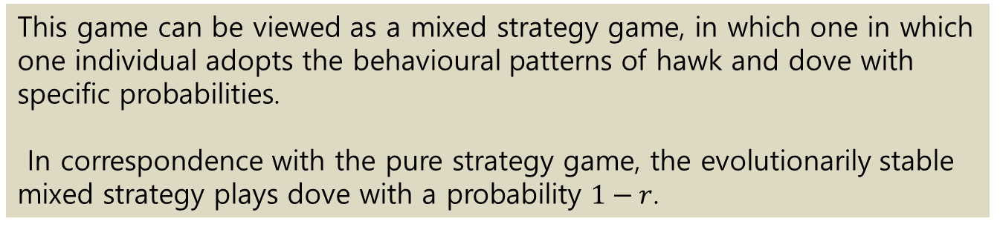 This game can be viewed as a mixed strategy game, in which one in which
one individual adopts the behavioural patterns of hawk and dove with
specific probabilities.
In correspondence with the pure strategy game, the evolutionarily stable
mixed strategy plays dove with a probability 1 − r.